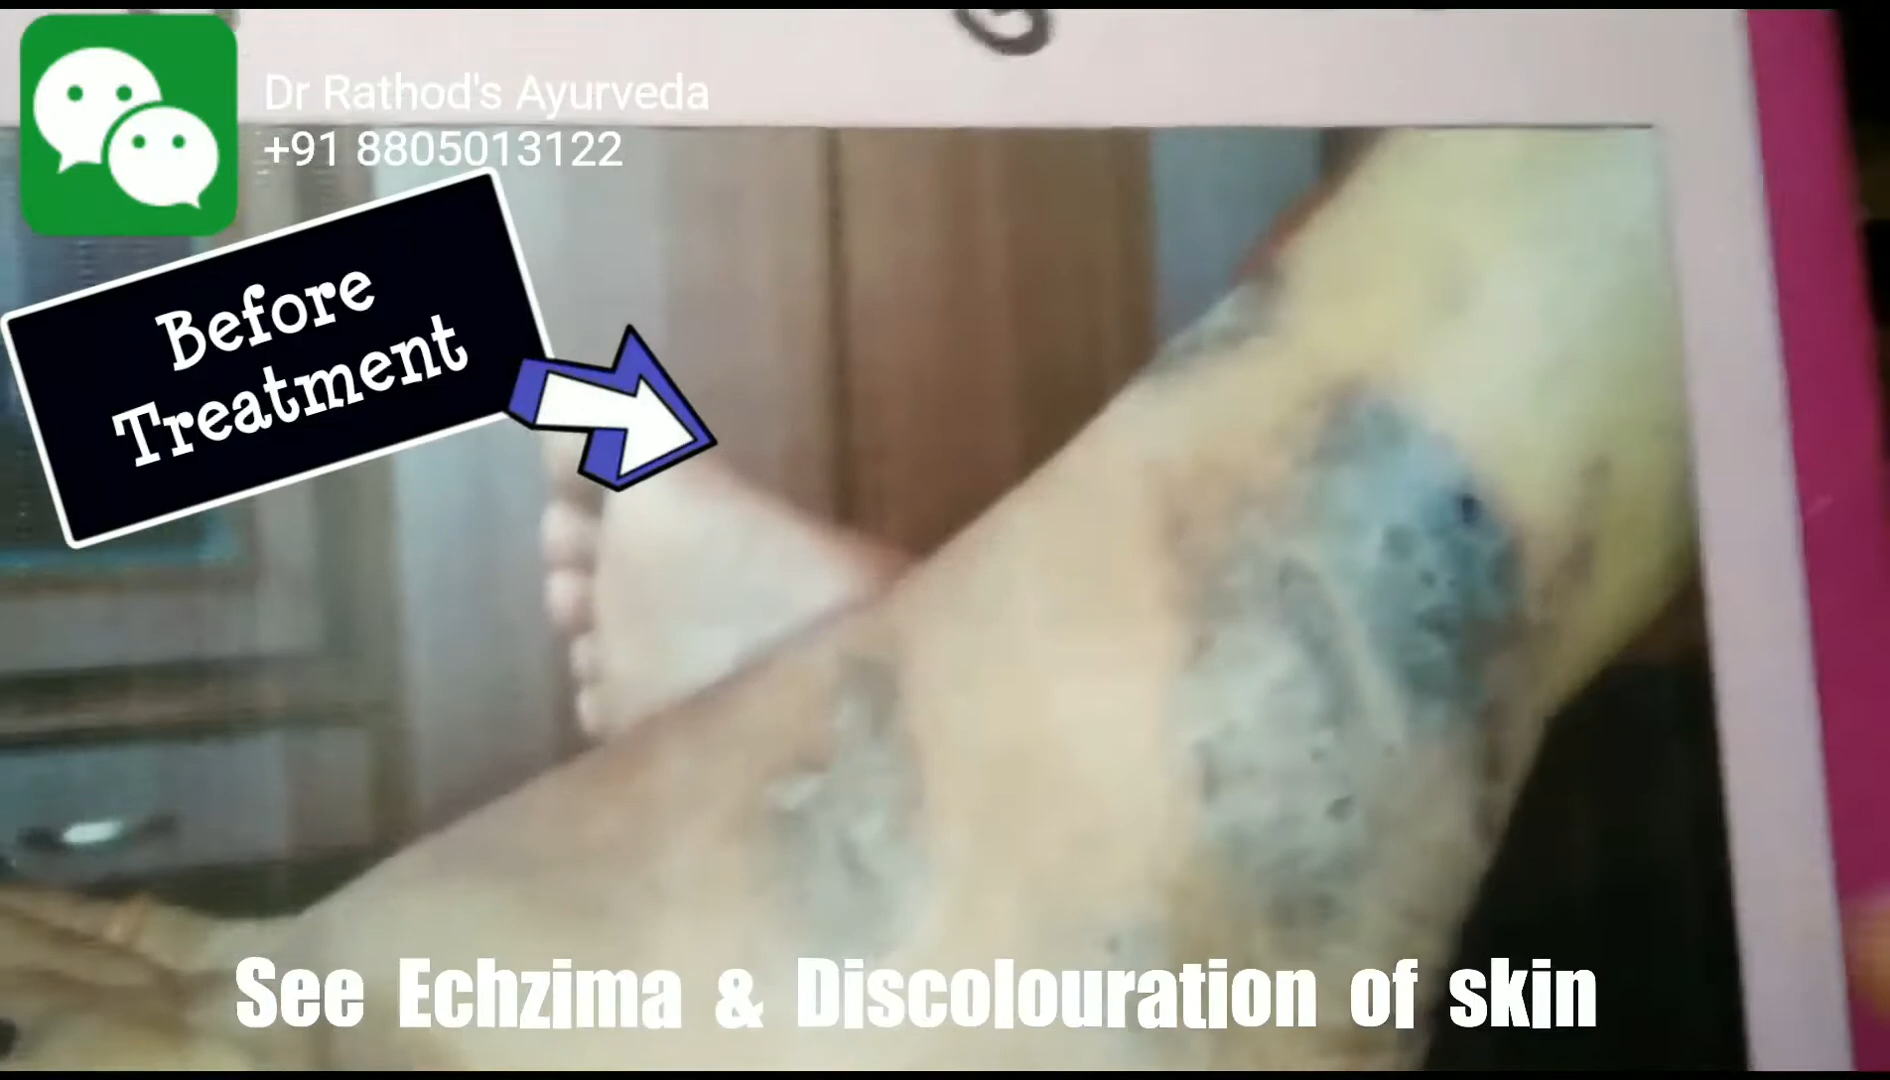 Dr Rathod's Ayurveda
+91 8805013122
Before
Treatment
See Echzima & Discolouration of skin